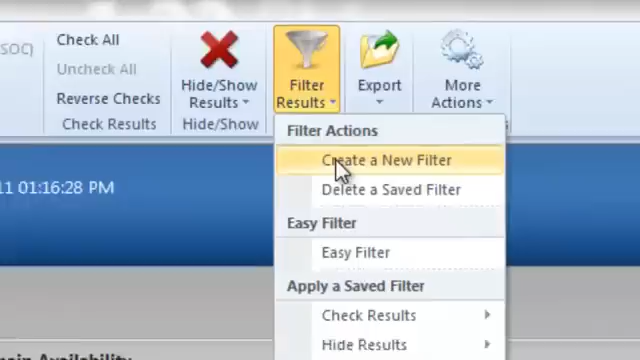 SOC)
Check All
Uncheck All
Reverse Checks
Check Results
Hide/Show
Results
Hide/Show
Filter
Results
Export
More
Actions
Filter Actions
Create a New Filter
Delete a Saved Filter
Easy Filter
Easy Filter
Apply a Saved Filter
Check Results
Hide Results
11 01:16:28 PM
Availability